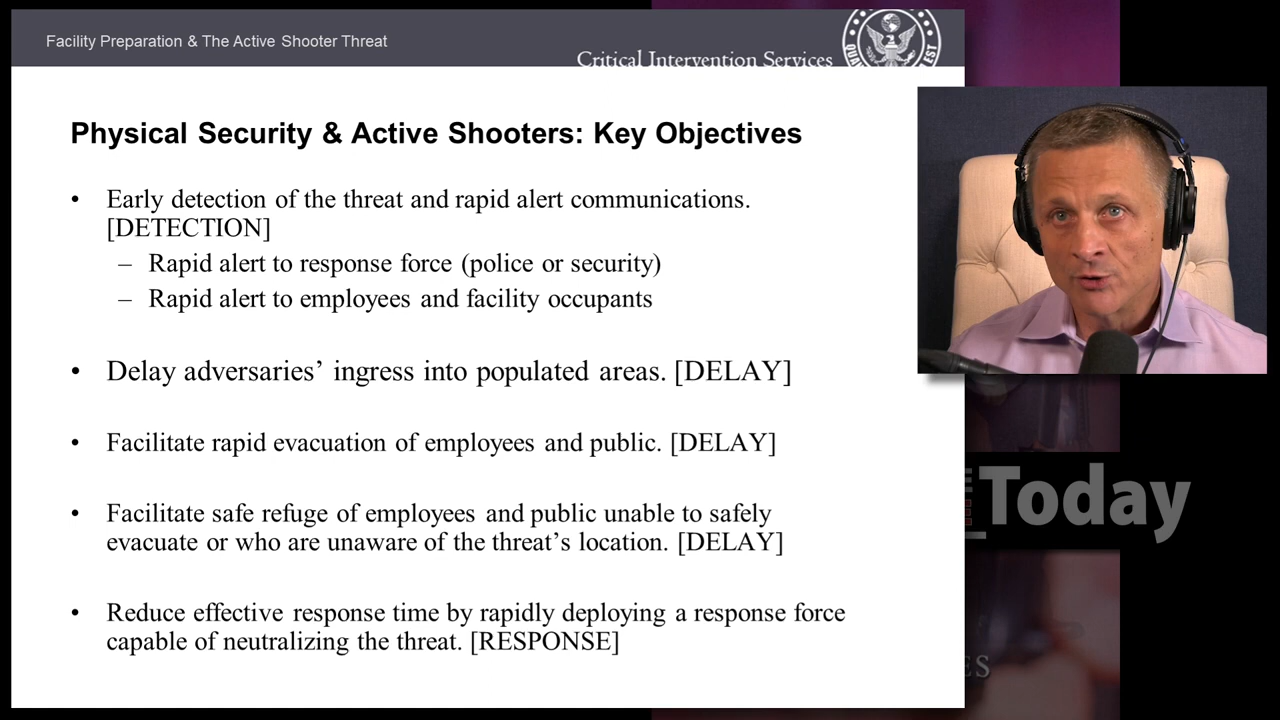 Facility Preparation & The Active Shooter Threat
Critical Intervention Services
Physical Security & Active Shooters: Key Objectives
• Early detection of the threat and rapid alert communications.
[DETECTION]
– Rapid alert to response force (police or security)
– Rapid alert to employees and facility occupants
• Delay adversaries’ ingress into populated areas. [DELAY]
• Facilitate rapid evacuation of employees and public. [DELAY]
• Facilitate safe refuge of employees and public unable to safely
evacuate or who are unaware of the threat’s location. [DELAY]
• Reduce effective response time by rapidly deploying a response force
capable of neutralizing the threat. [RESPONSE]
Today